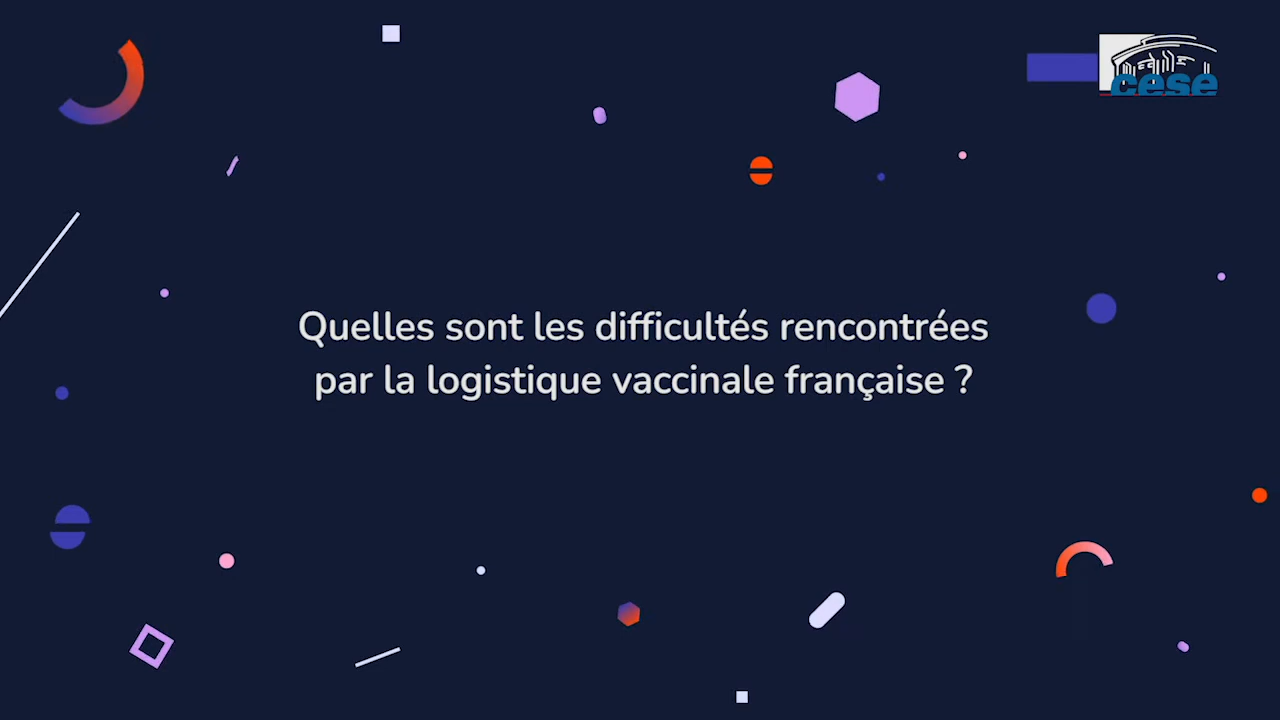 cese
Quelles sont les difficultés rencontrées
par la logistique vaccinale française ?